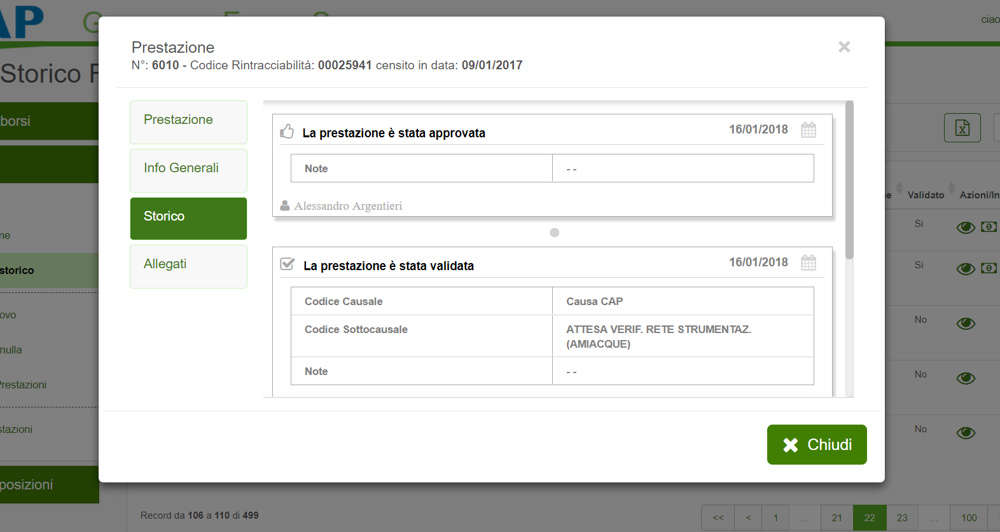 AP
ciao
Storico
Prestazione
N°: 6010 - Codice Rintracciabilità: 00025941 censito in data: 09/01/2017
borsi
ne
storico
ovo
nulla
Prestazioni
stazioni
posizioni
Prestazione
Info Generali
Storico
Allegati
La prestazione è stata approvata
16/01/2018
Note
- -
Alessandro Argentieri
La prestazione è stata validata
16/01/2018
Codice Causale
Causa CAP
Codice Sottocausale
ATTESA VERIF. RETE STRUMENTAZ.
(AMIACQUE)
Note
- -
Chiudi
Validato
Azioni/In
Si
Si
No
No
No
Record da 106 a 110 di 499
<< < 1 ... 21 22 23 ... 100